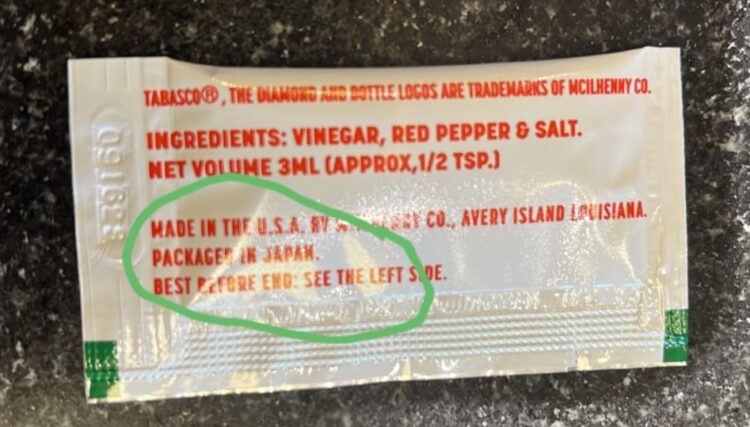 TABASCO®, THE DIAMOND AND BOTTLE LOGOS ARE TRADEMARKS OF MCILHENNY CO.
INGREDIENTS: VINEGAR, RED PEPPER & SALT.
NET VOLUME 3ML (APPROX,1/2 TSP.)
MADE IN THE U.S.A. BY CO., AVERY ISLAND LOUISIANA.
PACKAGED IN JAPAN.
BEST BEFORE END: SEE THE LEFT SIDE.